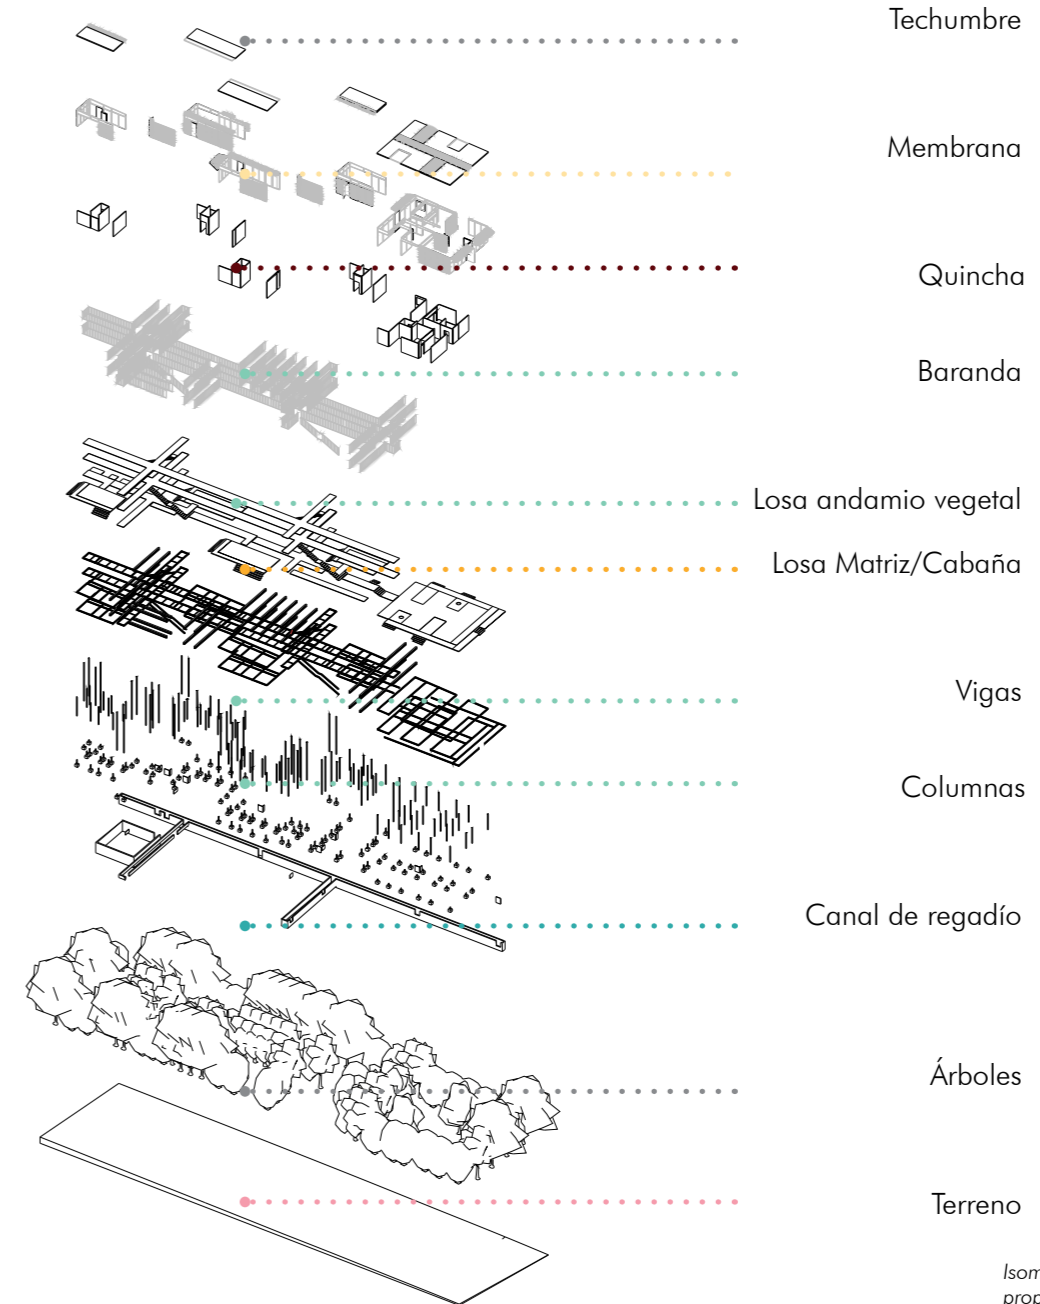 Techumbre
Membrana
Quincha
Baranda
Losa andamio vegetal
Losa Matriz/Cabaña
Vigas
Columnas
Canal de regadío
Árboles
Terreno